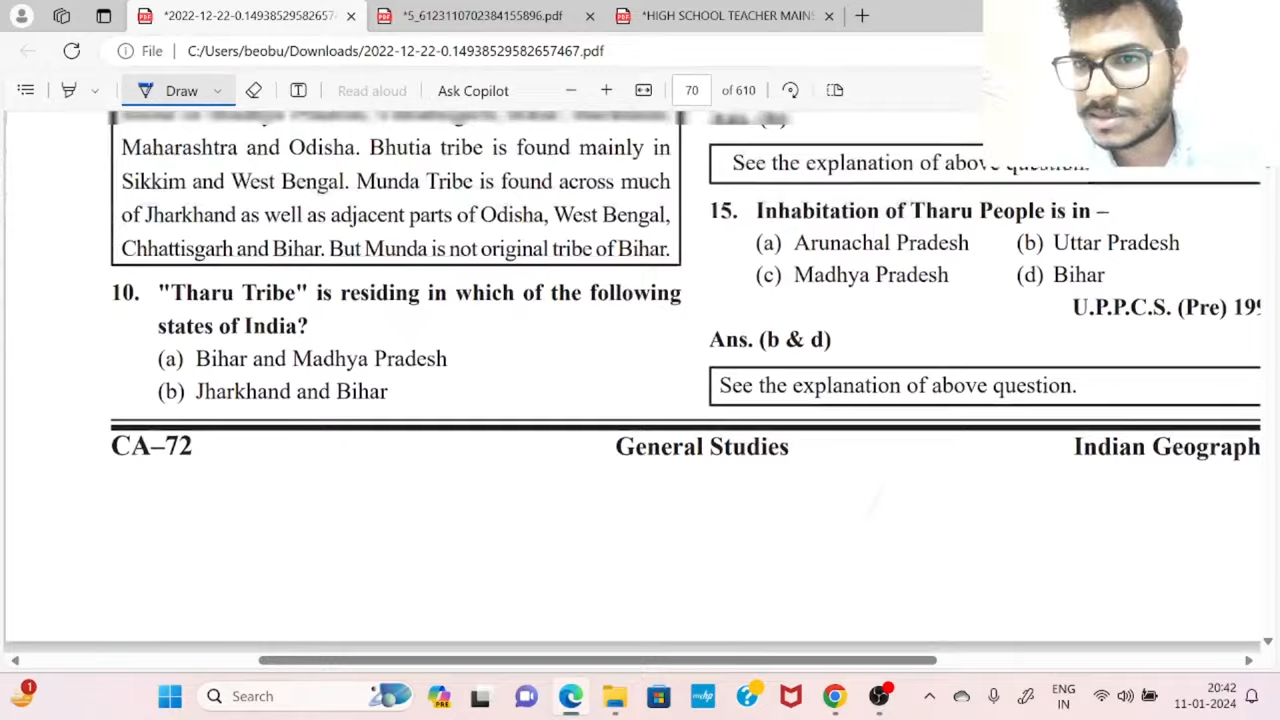 *2022-12-22-0.14938529582657
*5_6123110702384155896.pdf
*HIGH SCHOOL TEACHER MAINS
File
C:/Users/beobu/Downloads/2022-12-22-0.14938529582657467.pdf
Draw
Read aloud
Ask Copilot
70
of 610
Maharashtra and Odisha. Bhutia tribe is found mainly in
Sikkim and West Bengal. Munda Tribe is found across much
of Jharkhand as well as adjacent parts of Odisha, West Bengal,
Chhattisgarh and Bihar. But Munda is not original tribe of Bihar.
10. "Tharu Tribe" is residing in which of the following
states of India?
(a) Bihar and Madhya Pradesh
(b) Jharkhand and Bihar
See the explanation of above question.
15. Inhabitation of Tharu People is in –
(a) Arunachal Pradesh (b) Uttar Pradesh
(c) Madhya Pradesh (d) Bihar
U.P.P.C.S. (Pre) 199
Ans. (b & d)
See the explanation of above question.
CA–72 General Studies Indian Geograph
1
Search
PRE
ENG
IN
20:42
11-01-2024